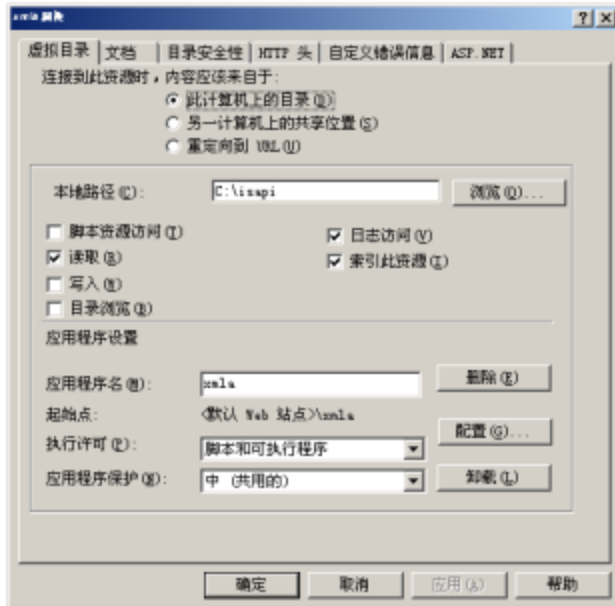 xmla 属性
虚拟目录 文档 目录安全性 HTTP 头 自定义错误信息 ASP.NET
连接到此资源时，内容应该来自于:
此计算机上的目录(D)
另一计算机上的共享位置(S)
重定向到 URL(U)
本地路径(C): C:\isapi 浏览(O)...
脚本资源访问(T) 日志访问(V)
读取(R) 索引此资源(I)
写入(W)
目录浏览(B)
应用程序设置
应用程序名(M): xmla 删除(E)
起始点: <默认 Web 站点>\xmla
执行许可(P): 脚本和可执行程序 配置(G)...
应用程序保护(N): 中 (共用的) 卸载(L)
确定 取消 应用(A) 帮助